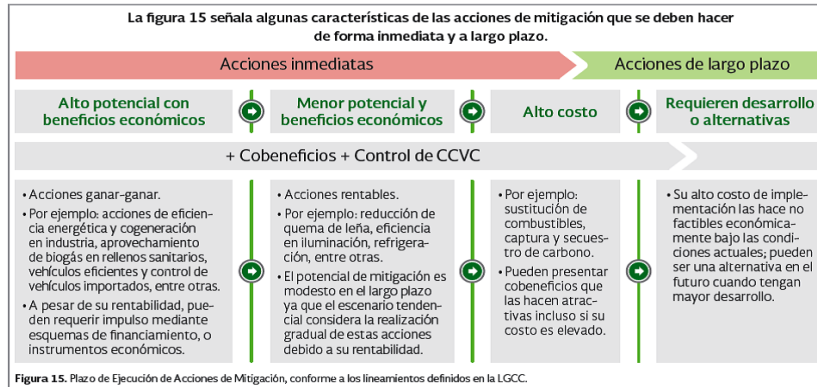 La figura 15 señala algunas características de las acciones de mitigación que se deben hacer
de forma inmediata y a largo plazo.
Acciones inmediatas
Acciones de largo plazo
Alto potencial con
beneficios económicos
Menor potencial y
beneficios económicos
Alto costo
Requieren desarrollo
o alternativas
+ Cobeneficios + Control de CCVC
• Acciones ganar-ganar.
• Por ejemplo: acciones de eficien-
cia energética y cogeneración
en industria, aprovechamiento
de biogás en rellenos sanitarios,
vehículos eficientes y control de
vehículos importados, entre otras.
• A pesar de su rentabilidad, pue-
den requerir impulso mediante
esquemas de financiamiento, o
instrumentos económicos.
• Acciones rentables.
• Por ejemplo: reducción de
quema de leña, eficiencia
en iluminación, refrigera-
ción, entre otras.
• El potencial de mitigación es
modesto en el largo plazo
ya que el escenario tenden-
cial considera la realización
gradual de estas acciones
debido a su rentabilidad.
• Por ejemplo:
sustitución de
combustibles,
captura y secues-
tro de carbono.
• Pueden presentar
cobeneficios que
las hacen atrac-
tivas incluso si su
costo es elevado.
• Su alto costo de imple-
mentación las hace no
factibles económica-
mente bajo las condi-
ciones actuales; pueden
ser una alternativa en el
futuro cuando tengan
mayor desarrollo.
Figura 15. Plazo de Ejecución de Acciones de Mitigación, conforme a los lineamientos definidos en la LGCC.